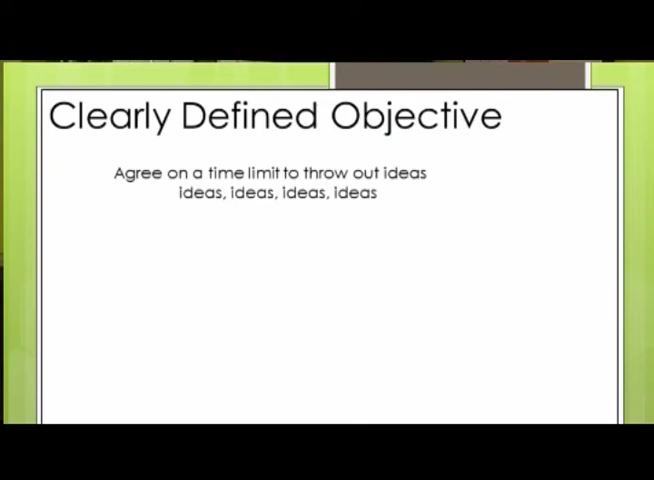 Clearly Defined Objective
Agree on a time limit to throw out ideas
ideas, ideas, ideas, ideas